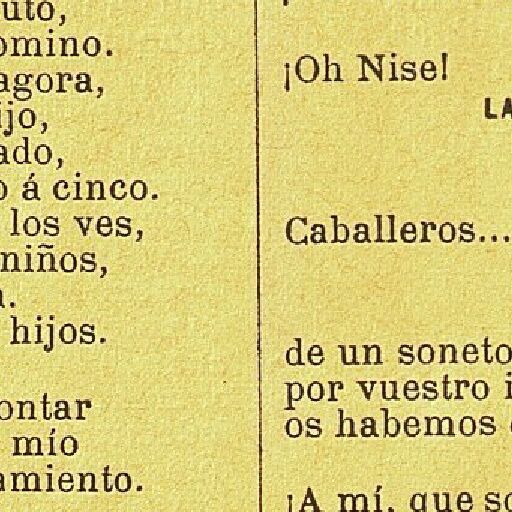 omino.
agora,
ijo,
ado,
á cinco.
los ves,
niños,
hijos.
ontar
mío
amiento.
¡Oh Nise!
LA
Caballeros...
de un soneto
por vuestro i
os habemos
¡A mí, que so